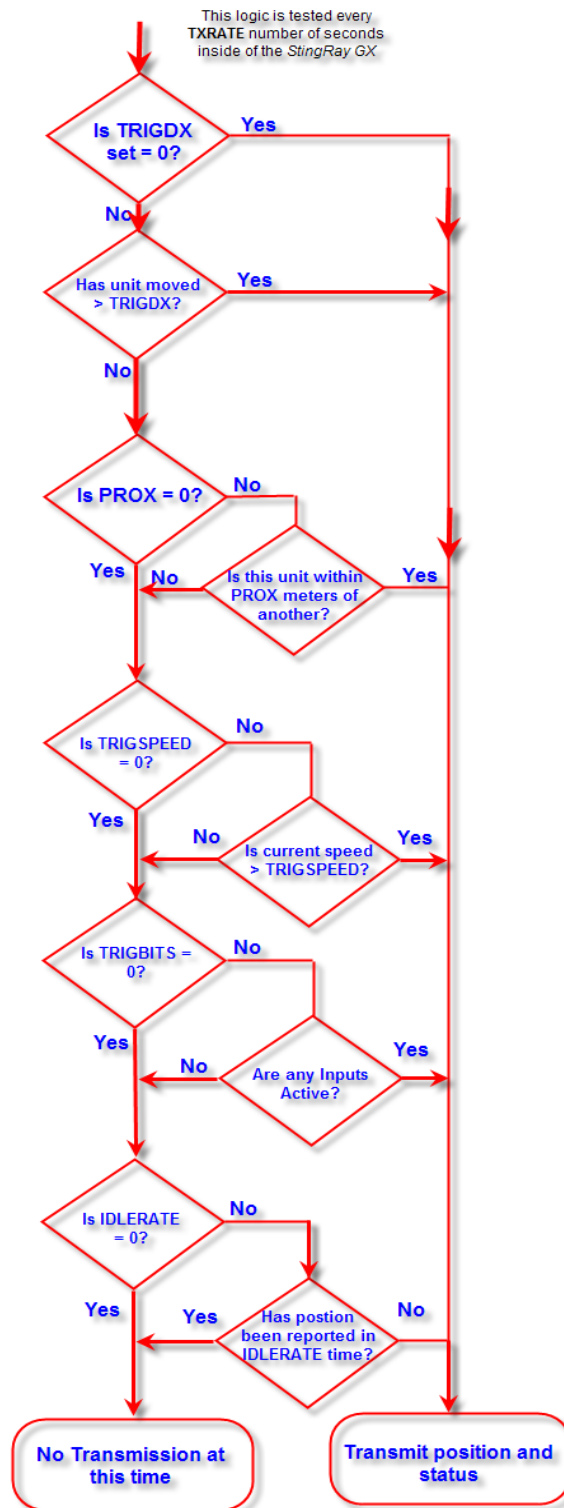 This logic is tested every
TXRATE number of seconds
inside of the StingRay GX
Is TRIGDX
set = 0?
Yes
No
Has unit moved
> TRIGDX?
Yes
No
Is PROX = 0?
No
Yes
No
Is this unit within
PROX meters of
another?
Yes
Is TRIGSPEED
= 0?
No
Yes
No
Is current speed
> TRIGSPEED?
Yes
Is TRIGBITS =
0?
No
Yes
No
Are any Inputs
Active?
Yes
Is IDLERATE
= 0?
No
Yes
Yes
Has postion
been reported in
IDLERATE time?
No
No Transmission at
this time
Transmit position and
status